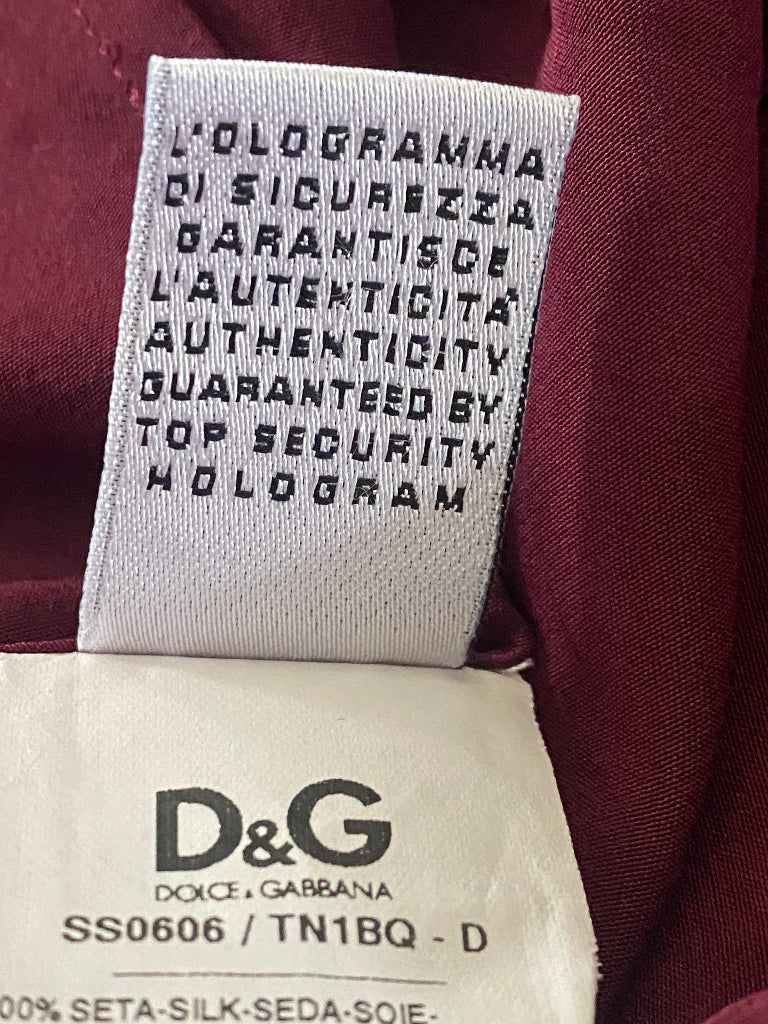 L'OLOGRAMMA
DI SICUREZZA
GARANTISCE
L'AUTENTICITÁ
AUTHENTICITY
GUARANTEED BY
TOP SECURITY
HOLOGRAM
D&G
DOLCE & GABBANA
SS0606 / TN1BQ - D
00% SETA-SILK-SEDA-SOIE-